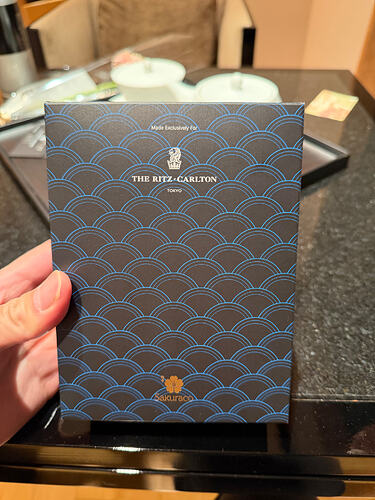 Made Exclusively For
THE RITZ-CARLTON
TOKYO
Sakuraco